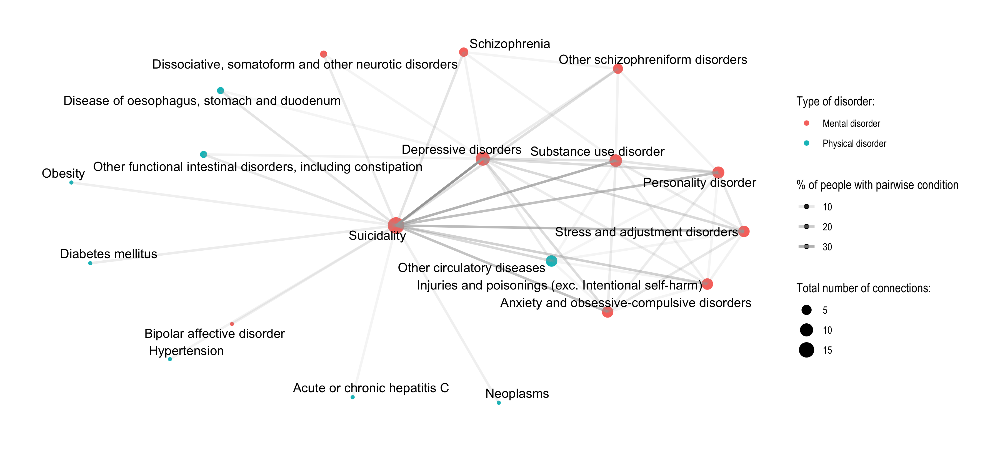 Schizophrenia
Other schizophreniform disorders
Dissociative, somatoform and other neurotic disorders
Disease of oesophagus, stomach and duodenum
Depressive disorders
Substance use disorder
Other functional intestinal disorders, including constipation
Obesity
Personality disorder
Suicidality
Stress and adjustment disorders
Diabetes mellitus
Other circulatory diseases
Injuries and poisonings (exc. Intentional self-harm)
Anxiety and obsessive-compulsive disorders
Bipolar affective disorder
Hypertension
Acute or chronic hepatitis C
Neoplasms
Type of disorder:
Mental disorder
Physical disorder
% of people with pairwise condition
10
20
30
Total number of connections:
5
10
15